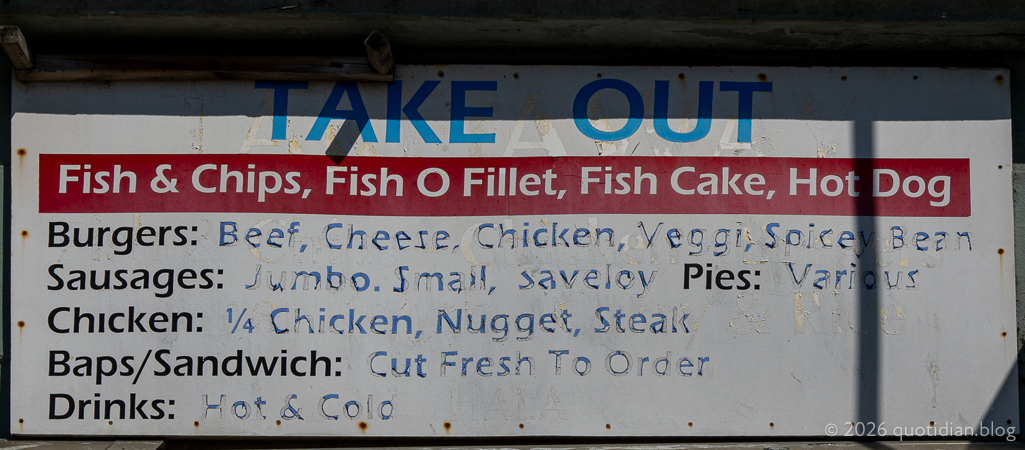 TAKE OUT
Fish & Chips, Fish O Fillet, Fish Cake, Hot Dog
Burgers: Beef, Cheese, Chicken, Veggi, Spicey Bean
Sausages: Jumbo. Small, saveloy Pies: Various
Chicken: ¼ Chicken, Nugget, Steak
Baps/Sandwich: Cut Fresh To Order
Drinks: Hot & Cold
© 2026 quotidian.blog